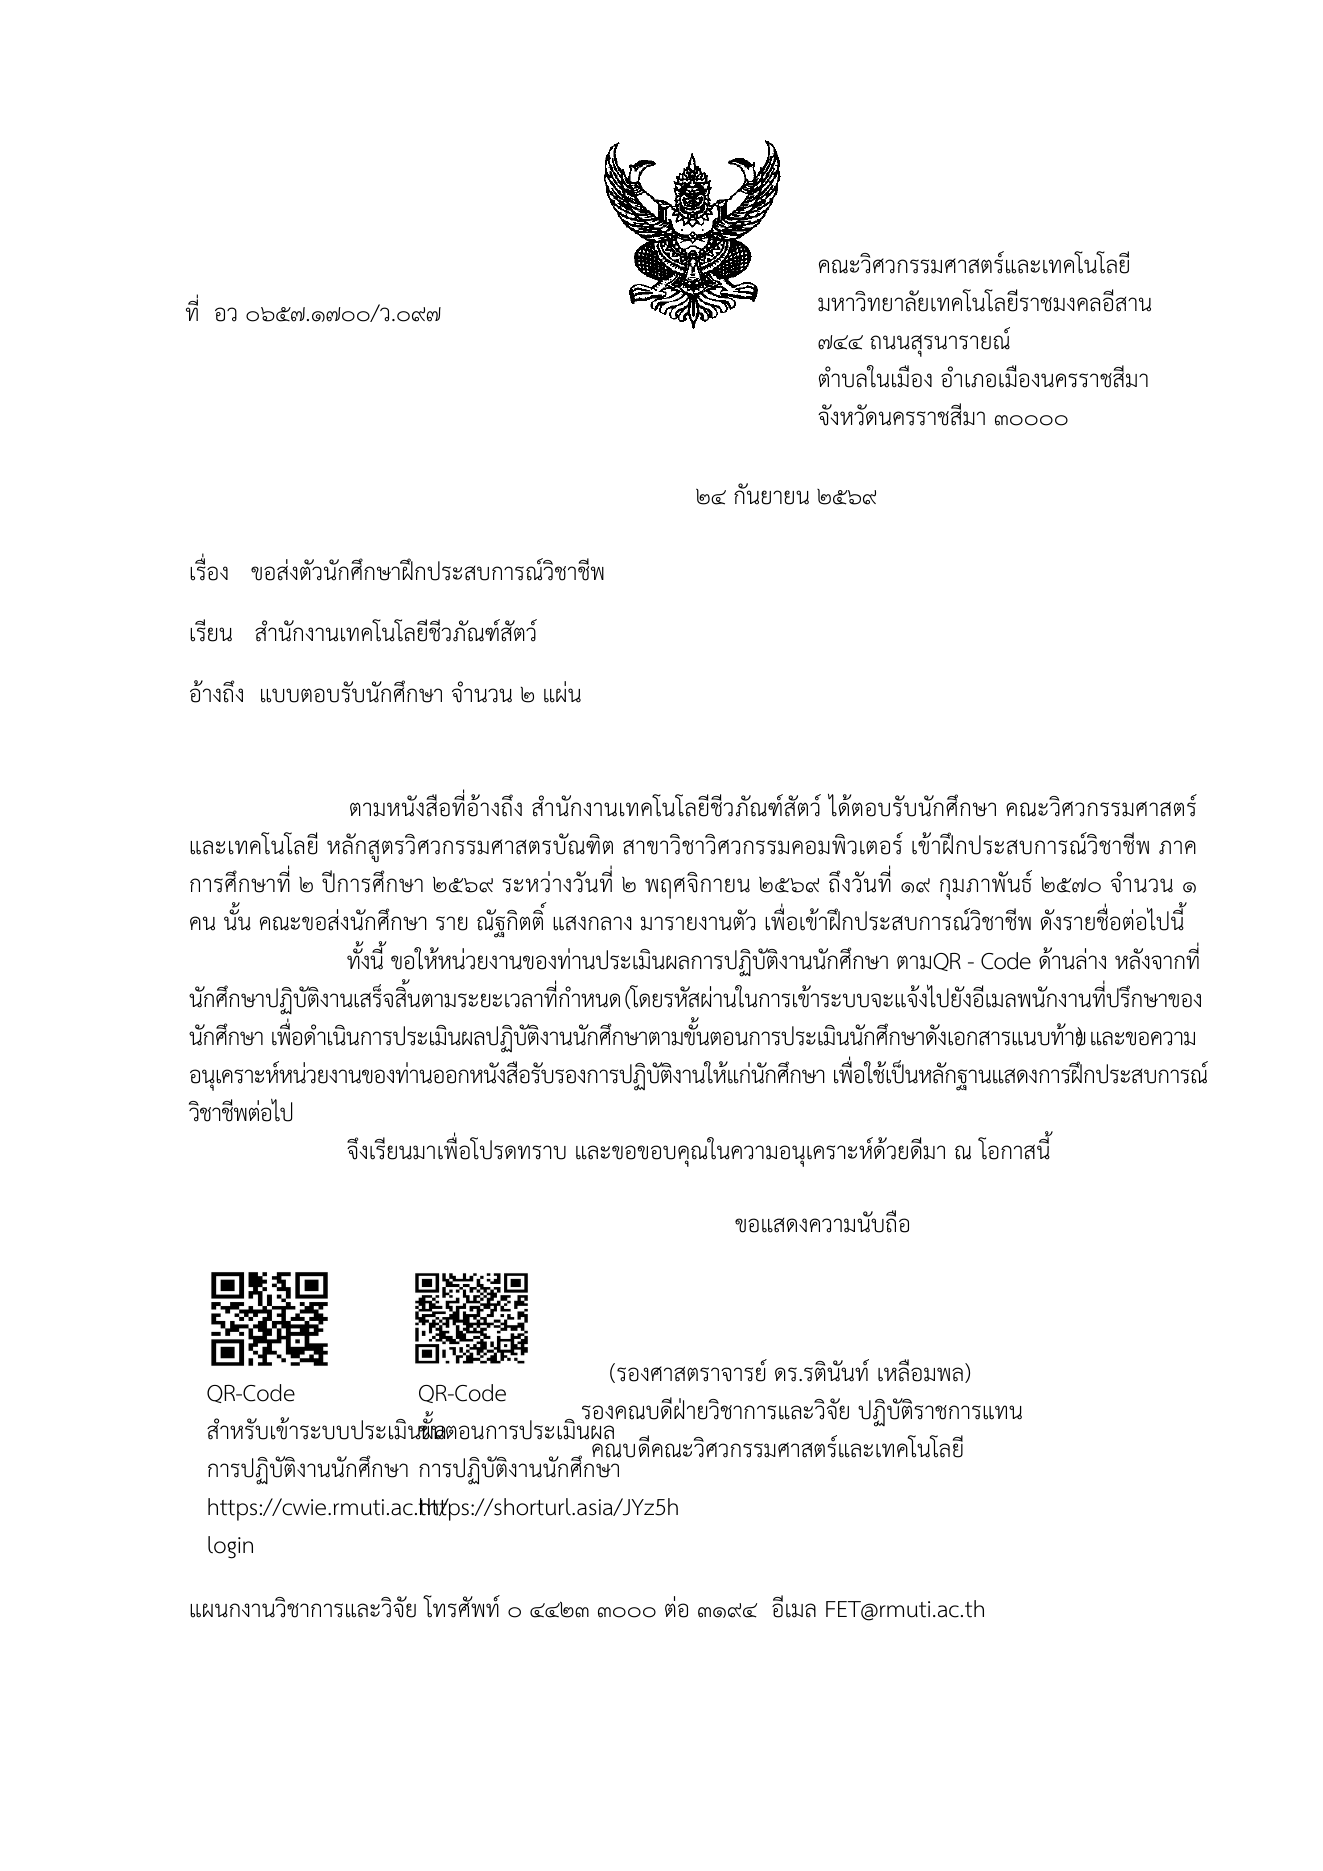 คณะวิศวกรรมศาสตร์และเทคโนโลยี
ที่  อว ๐๖๕๗.๑๗๐๐/ว.๐๙๗
มหาวิทยาลัยเทคโนโลยีราชมงคลอีสาน
๗๔๔ ถนนสุรนารายณ์
ตำบลในเมือง อำเภอเมืองนครราชสีมา
จังหวัดนครราชสีมา ๓๐๐๐๐
๒๔ กันยายน ๒๕๖๙
เรื่อง   ขอส่งตัวนักศึกษาฝึกประสบการณ์วิชาชีพ
เรียน   สำนักงานเทคโนโลยีชีวภัณฑ์สัตว์
อ้างถึง  แบบตอบรับนักศึกษา จำนวน ๒ แผ่น
ตามหนังสือที่อ้างถึง สำนักงานเทคโนโลยีชีวภัณฑ์สัตว์ ได้ตอบรับนักศึกษา คณะวิศวกรรมศาสตร์
และเทคโนโลยี หลักสูตรวิศวกรรมศาสตรบัณฑิต สาขาวิชาวิศวกรรมคอมพิวเตอร์ เข้าฝึกประสบการณ์วิชาชีพ ภาค
การศึกษาที่ ๒ ปีการศึกษา ๒๕๖๙ ระหว่างวันที่ ๒ พฤศจิกายน ๒๕๖๙ ถึงวันที่ ๑๙ กุมภาพันธ์ ๒๕๗๐ จำนวน ๑
คน นั้น คณะขอส่งนักศึกษา ราย ณัฐกิตติ์ แสงกลาง มารายงานตัว เพื่อเข้าฝึกประสบการณ์วิชาชีพ ดังรายชื่อต่อไปนี้
ทั้งนี้ ขอให้หน่วยงานของท่านประเมินผลการปฏิบัติงานนักศึกษา ตามQR - Code ด้านล่าง หลังจากที่
นักศึกษาปฏิบัติงานเสร็จสิ้นตามระยะเวลาที่กำหนด (โดยรหัสผ่านในการเข้าระบบจะแจ้งไปยังอีเมลพนักงานที่ปรึกษาของ
นักศึกษา เพื่อดำเนินการประเมินผลปฏิบัติงานนักศึกษาตามขั้นตอนการประเมินนักศึกษาดังเอกสารแนบท้าย) และขอความ
อนุเคราะห์หน่วยงานของท่านออกหนังสือรับรองการปฏิบัติงานให้แก่นักศึกษา เพื่อใช้เป็นหลักฐานแสดงการฝึกประสบการณ์
วิชาชีพต่อไป
จึงเรียนมาเพื่อโปรดทราบ และขอขอบคุณในความอนุเคราะห์ด้วยดีมา ณ โอกาสนี้
ขอแสดงความนับถือ
(รองศาสตราจารย์ ดร.รตินันท์ เหลือมพล)
รองคณบดีฝ่ายวิชาการและวิจัย ปฏิบัติราชการแทน
คณบดีคณะวิศวกรรมศาสตร์และเทคโนโลยี
QR-Code
สำหรับเข้าระบบประเมินผล
การปฏิบัติงานนักศึกษา
https://cwie.rmuti.ac.th/
login
QR-Code
ขั้นตอนการประเมินผล
การปฏิบัติงานนักศึกษา
https://shorturl.asia/JYz5h
แผนกงานวิชาการและวิจัย โทรศัพท์ ๐ ๔๔๒๓ ๓๐๐๐ ต่อ ๓๑๙๔  อีเมล FET@rmuti.ac.th